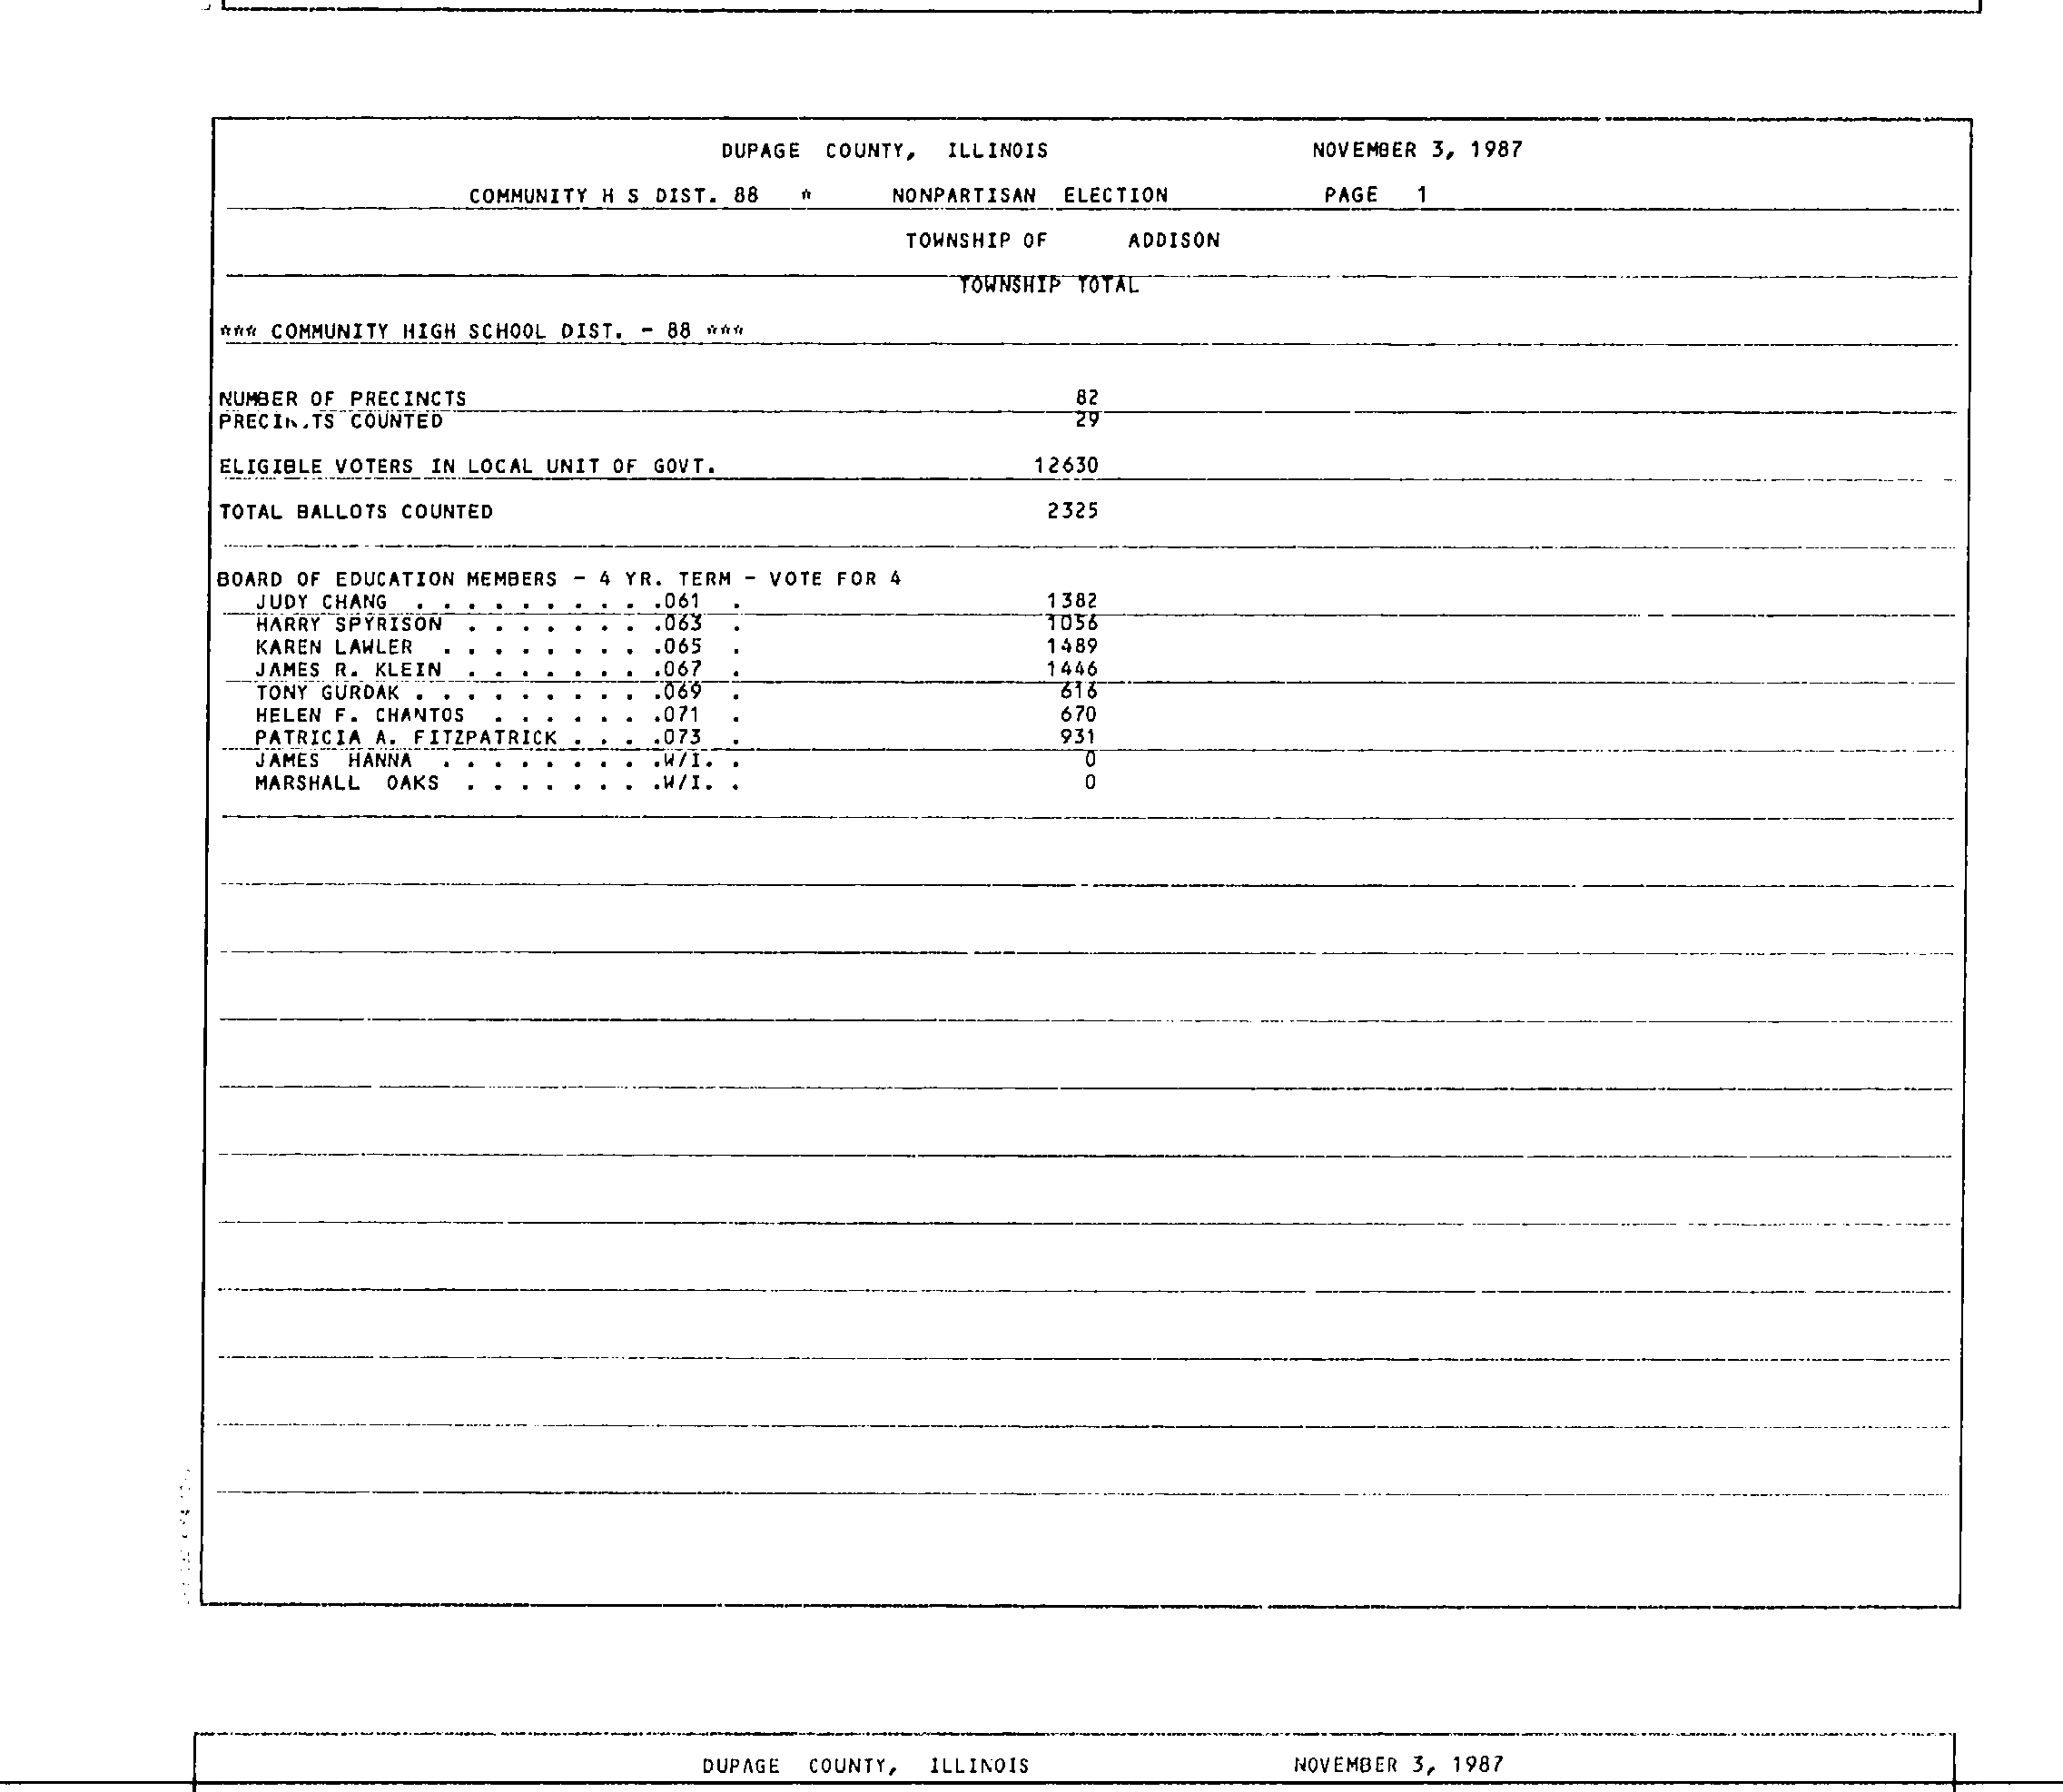 DUPAGE COUNTY, ILLINOIS NOVEMBER 3, 1987
COMMUNITY H S DIST. 88 * NONPARTISAN ELECTION PAGE 1
TOWNSHIP OF ADDISON
TOWNSHIP TOTAL
*** COMMUNITY HIGH SCHOOL DIST. - 88 ***
NUMBER OF PRECINCTS 82
COUNTED 29
ELIGIBLE VOTERS IN LOCAL UNIT OF GOVT. 12630
TOTAL BALLOTS COUNTED 2325
BOARD OF EDUCATION MEMBERS - 4 YR. TERM - VOTE FOR 4
JUDY CHANG . . . . . . . . . .061 . 1382
HARRY SPYRISON . . . . . . . .063 . 1056
KAREN LAWLER . . . . . . . . .065 . 1489
JAMES R. KLEIN . . . . . . . .067 . 1446
TONY GURDAK . . . . . . . . . .069 . 616
HELEN F. CHANTOS . . . . . . .071 . 670
PATRICIA A. FITZPATRICK . . . .073 . 931
JAMES HANNA . . . . . . . . .W/I. . 0
MARSHALL OAKS . . . . . . . .W/I. . 0
DUPAGE COUNTY, ILLINOIS NOVEMBER 3, 1987